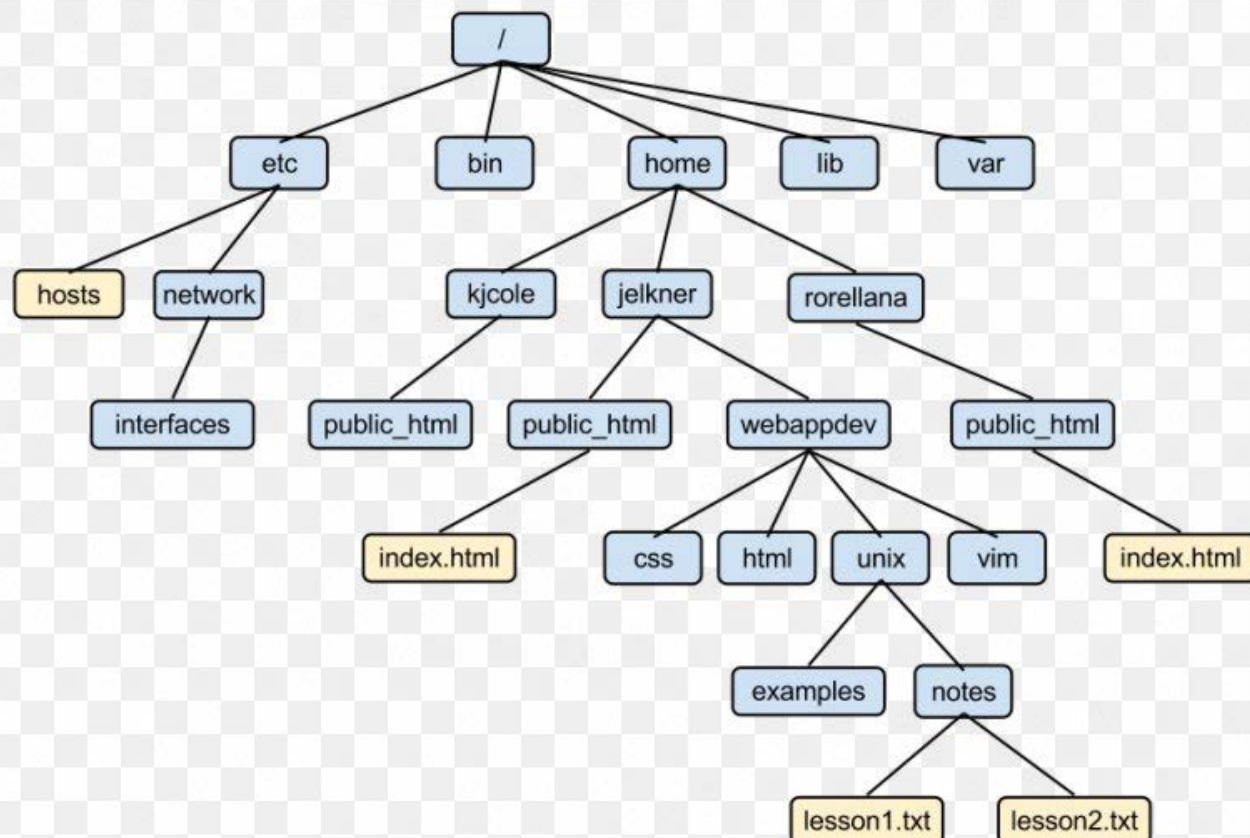 /
etc
bin
home
lib
var
hosts
network
kjcole
jelkner
rorellana
interfaces
public_html
public_html
webappdev
public_html
index.html
css
html
unix
vim
index.html
examples
notes
lesson1.txt
lesson2.txt